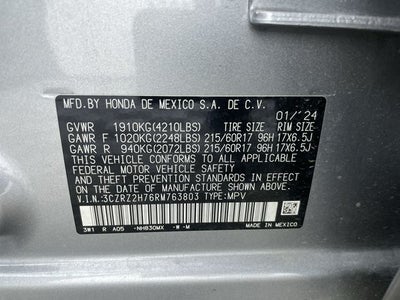 MFD.BY HONDA DE MEXICO S.A. DE C.V.
01/'24
GVWR 1910KG(4210LBS) TIRE SIZE RIM SIZE
GAWR F 1020KG(2248LBS) 215/60R17 96H 17X6.5J
GAWR R 940KG(2072LBS) 215/60R17 96H 17X6.5J
THIS VEHICLE CONFORMS TO ALL APPLICABLE
FEDERAL MOTOR VEHICLE SAFETY AND
THEFT PREVENTION STANDARDS IN EFFECT
ON THE DATE OF MANUFACTURE SHOWN ABOVE.
V.I.N.:3CZRZ2H76RM763803 TYPE:MPV
3W1 R A05 -NH830MX -W -M
MADE IN MEXICO